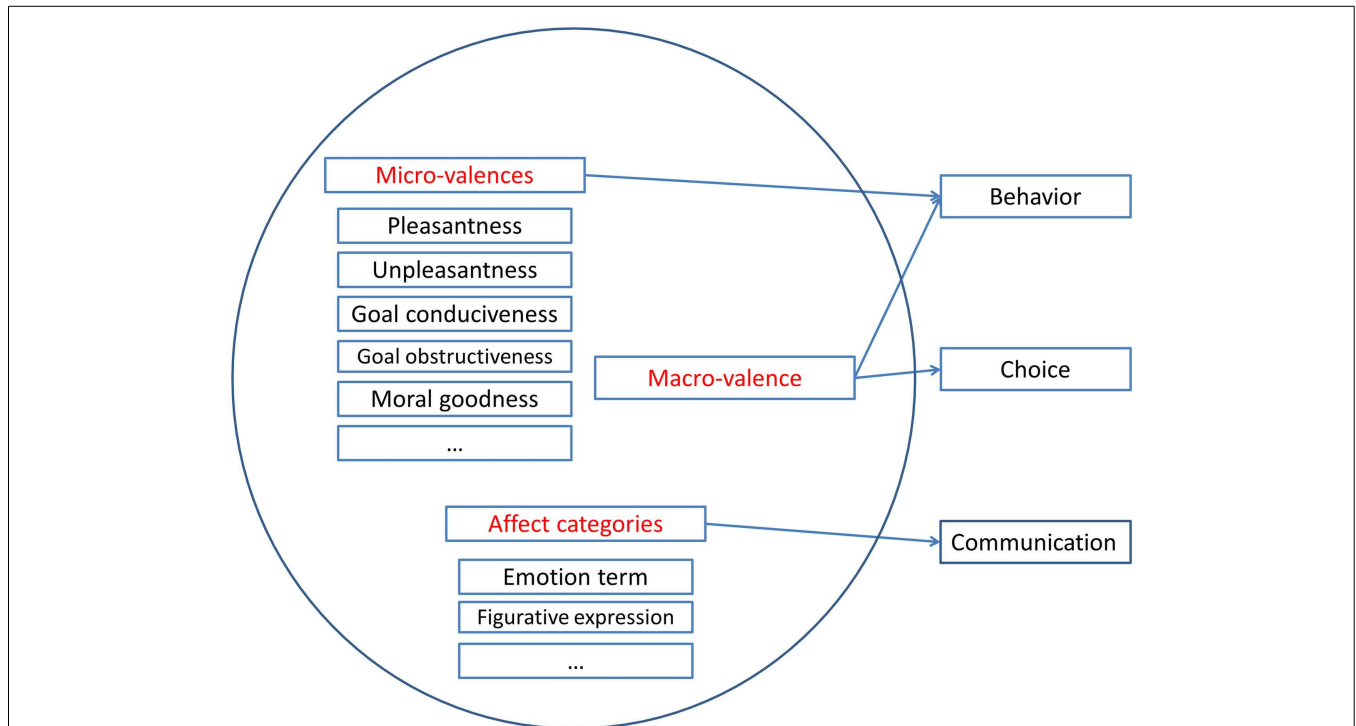 Micro-valences
Pleasantness
Unpleasantness
Goal conduciveness
Goal obstructiveness
Moral goodness
...
Macro-valence
Affect categories
Emotion term
Figurative expression
...
Behavior
Choice
Communication